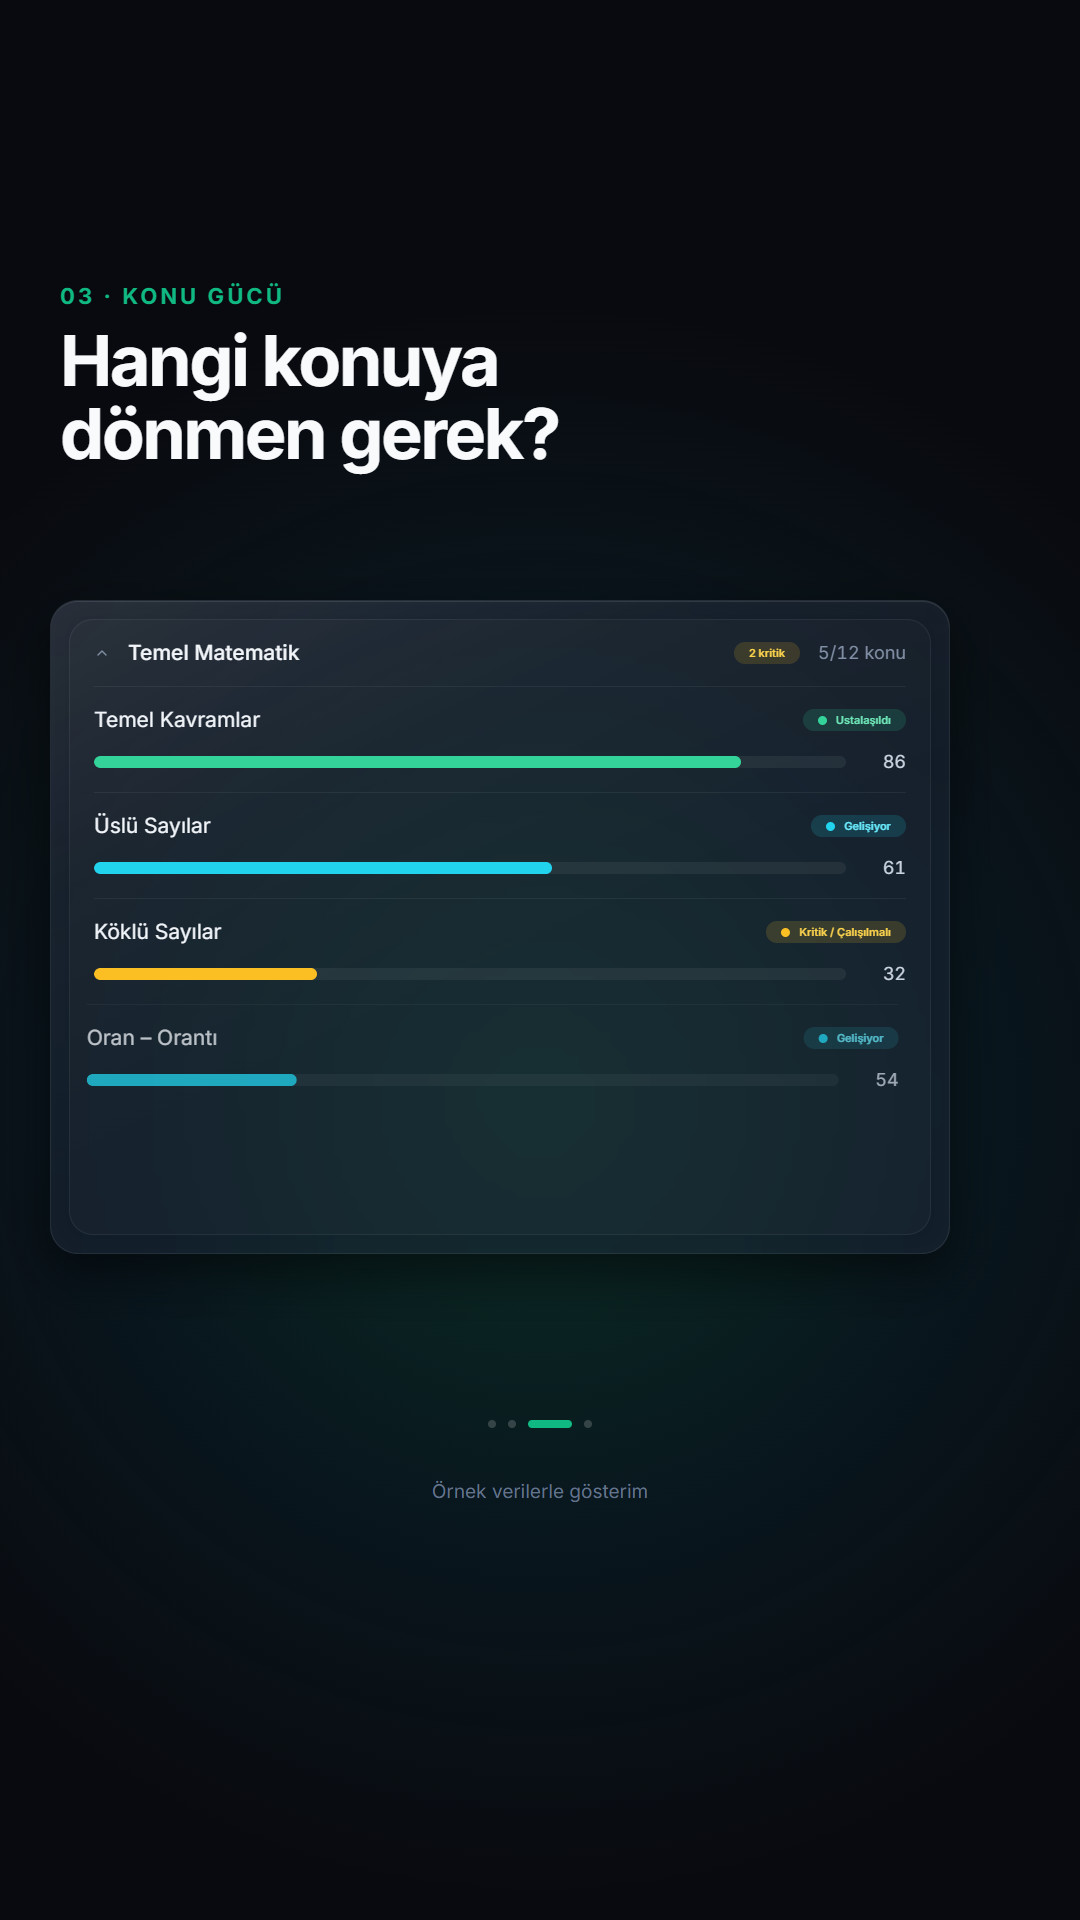 03 · KONU GÜCÜ
Hangi konuya
dönmen gerek?
Temel Matematik 2 kritik 5/12 konu
Temel Kavramlar Ustalaşıldı
86
Üslü Sayılar Gelişiyor
61
Köklü Sayılar Kritik / Çalışılmalı
32
Oran – Orantı Gelişiyor
54
Örnek verilerle gösterim